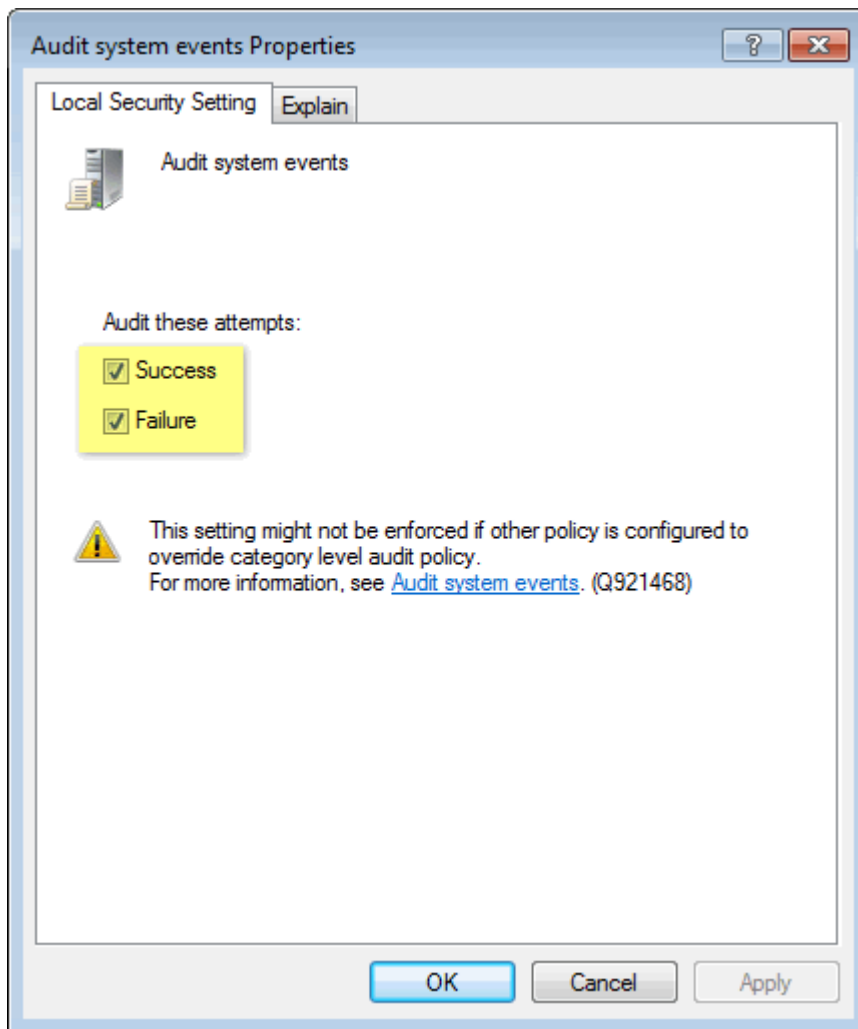 Audit system events Properties
Local Security Setting
Explain
Audit system events
Audit these attempts:
Success
Failure
This setting might not be enforced if other policy is configured to
override category level audit policy.
For more information, see Audit system events. (Q921468)
OK
Cancel
Apply